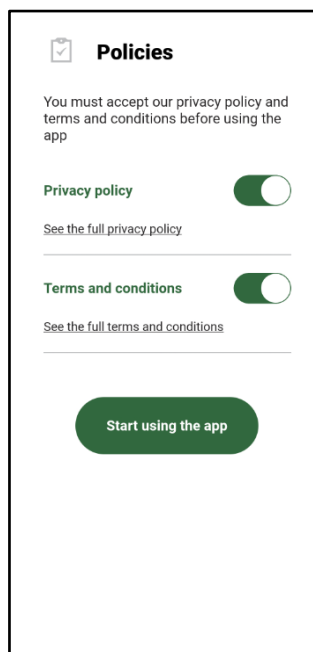 Policies
You must accept our privacy policy and
terms and conditions before using the
app
Privacy policy
See the full privacy policy
Terms and conditions
See the full terms and conditions
Start using the app